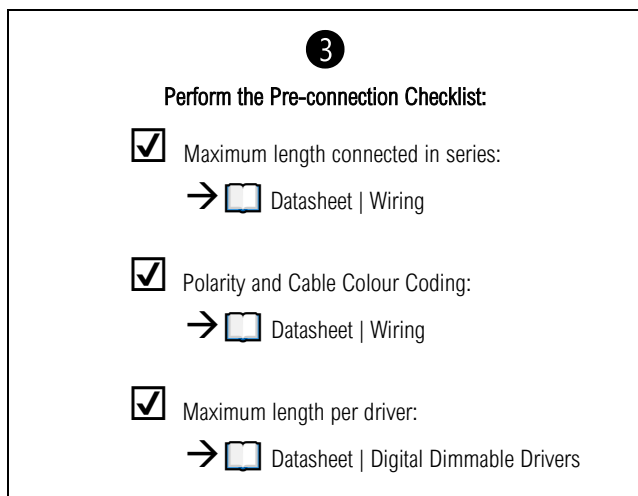 3
Perform the Pre-connection Checklist:
Maximum length connected in series:
Datasheet | Wiring
Polarity and Cable Colour Coding:
Datasheet | Wiring
Maximum length per driver:
Datasheet | Digital Dimmable Drivers